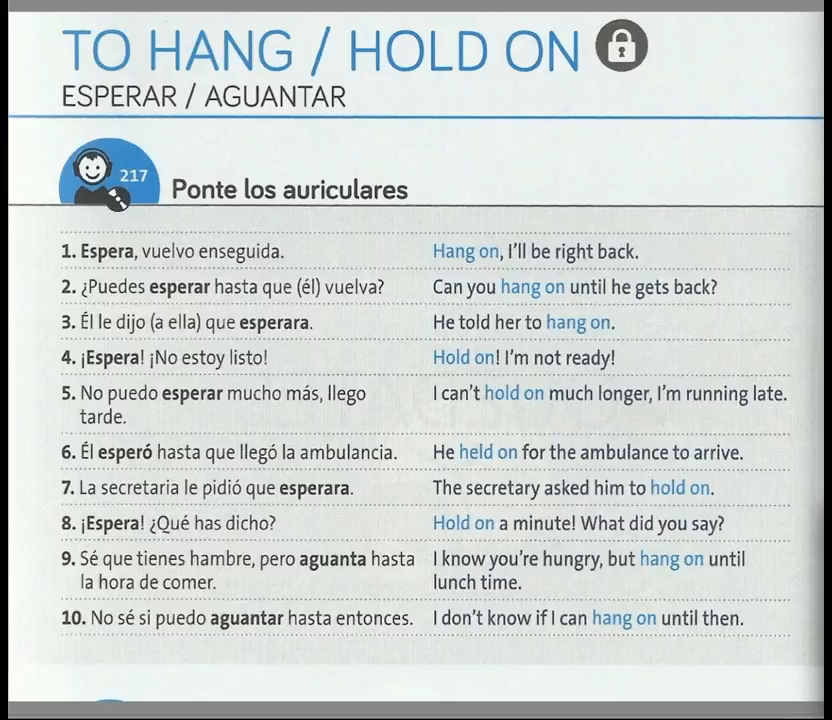 TO HANG / HOLD ON
ESPERAR / AGUANTAR
217
Ponte los auriculares
1. Espera, vuelvo enseguida. Hang on, I'll be right back.
2. ¿Puedes esperar hasta que (él) vuelva? Can you hang on until he gets back?
3. Él le dijo (a ella) que esperara. He told her to hang on.
4. ¡Espera! ¡No estoy listo! Hold on! I'm not ready!
5. No puedo esperar mucho más, llego I can't hold on much longer, I'm running late.
tarde.
6. Él esperó hasta que llegó la ambulancia. He held on for the ambulance to arrive.
7. La secretaria le pidió que esperara. The secretary asked him to hold on.
8. ¡Espera! ¿Qué has dicho? Hold on a minute! What did you say?
9. Sé que tienes hambre, pero aguanta hasta I know you're hungry, but hang on until
la hora de comer. lunch time.
10. No sé si puedo aguantar hasta entonces. I don't know if I can hang on until then.